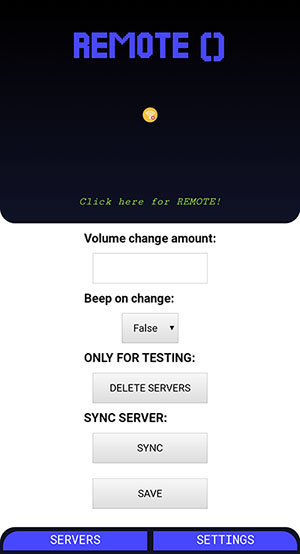 REMOTE ()
Click here for REMOTE!
Volume change amount:
Beep on change:
False
ONLY FOR TESTING:
DELETE SERVERS
SYNC SERVER:
SYNC
SAVE
SERVERS SETTINGS